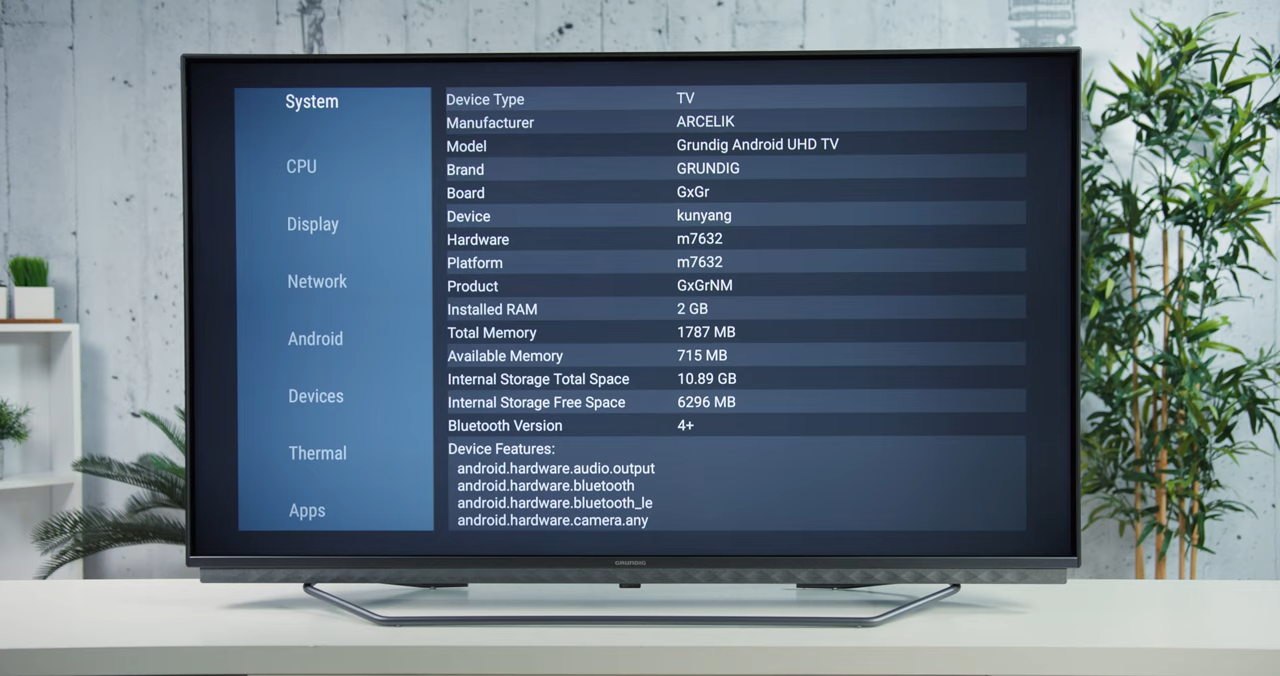 System
CPU
Display
Network
Android
Devices
Thermal
Apps
Device Type TV
Manufacturer ARCELIK
Model Grundig Android UHD TV
Brand GRUNDIG
Board GxGr
Device kunyang
Hardware m7632
Platform m7632
Product GxGrNM
Installed RAM 2 GB
Total Memory 1787 MB
Available Memory 715 MB
Internal Storage Total Space 10.89 GB
Internal Storage Free Space 6296 MB
Bluetooth Version 4+
Device Features:
android.hardware.audio.output
android.hardware.bluetooth
android.hardware.bluetooth_le
android.hardware.camera.any
GRUNDIG